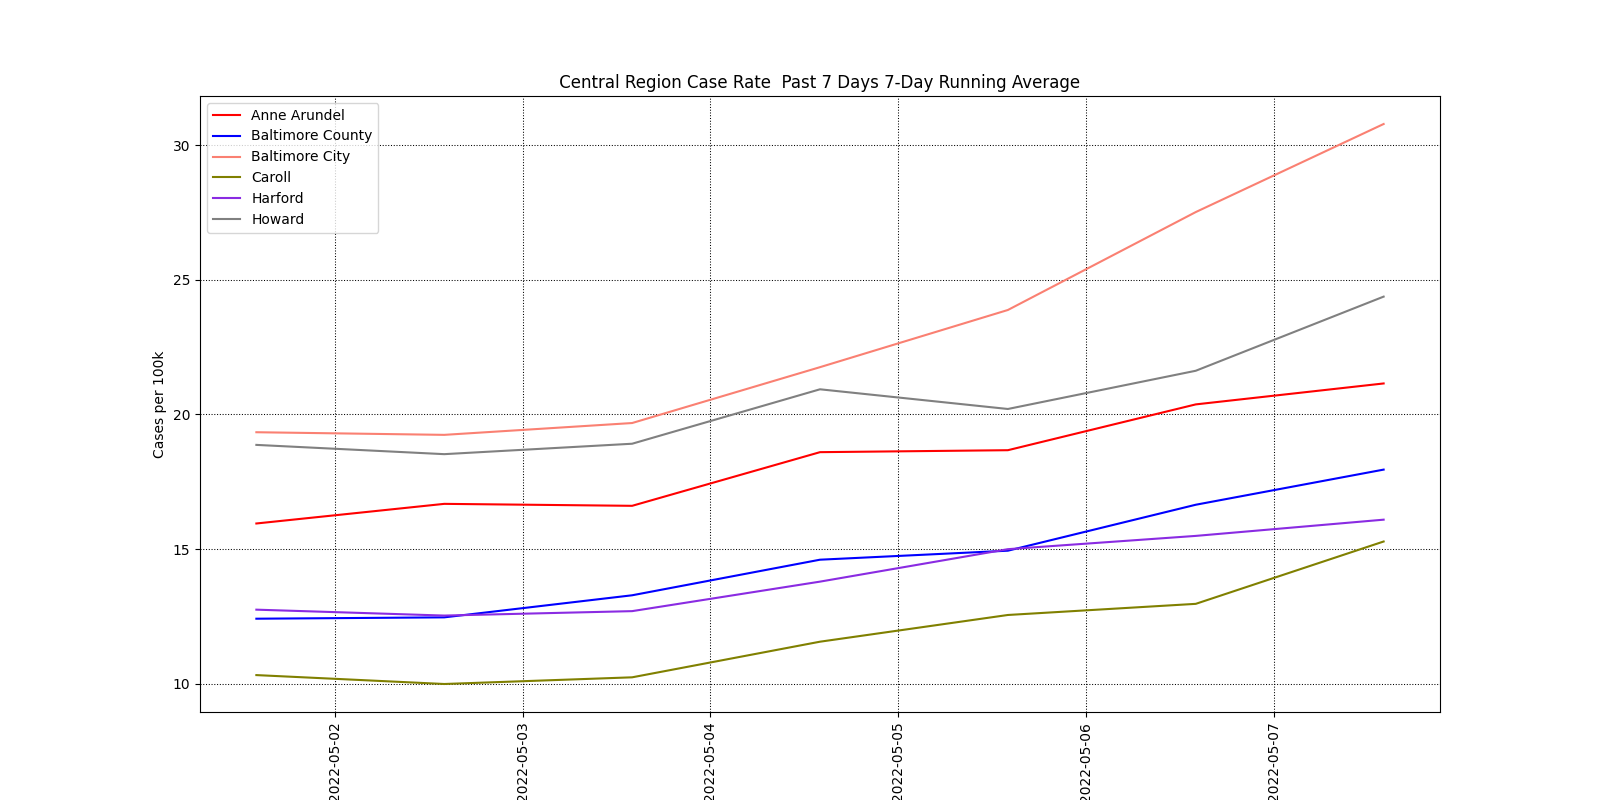 Central Region Case Rate  Past 7 Days 7-Day Running Average
Anne Arundel
Baltimore County
Baltimore City
Caroll
Harford
Howard
Cases per 100k
30
25
20
15
10
2022-05-02
2022-05-03
2022-05-04
2022-05-05
2022-05-06
2022-05-07